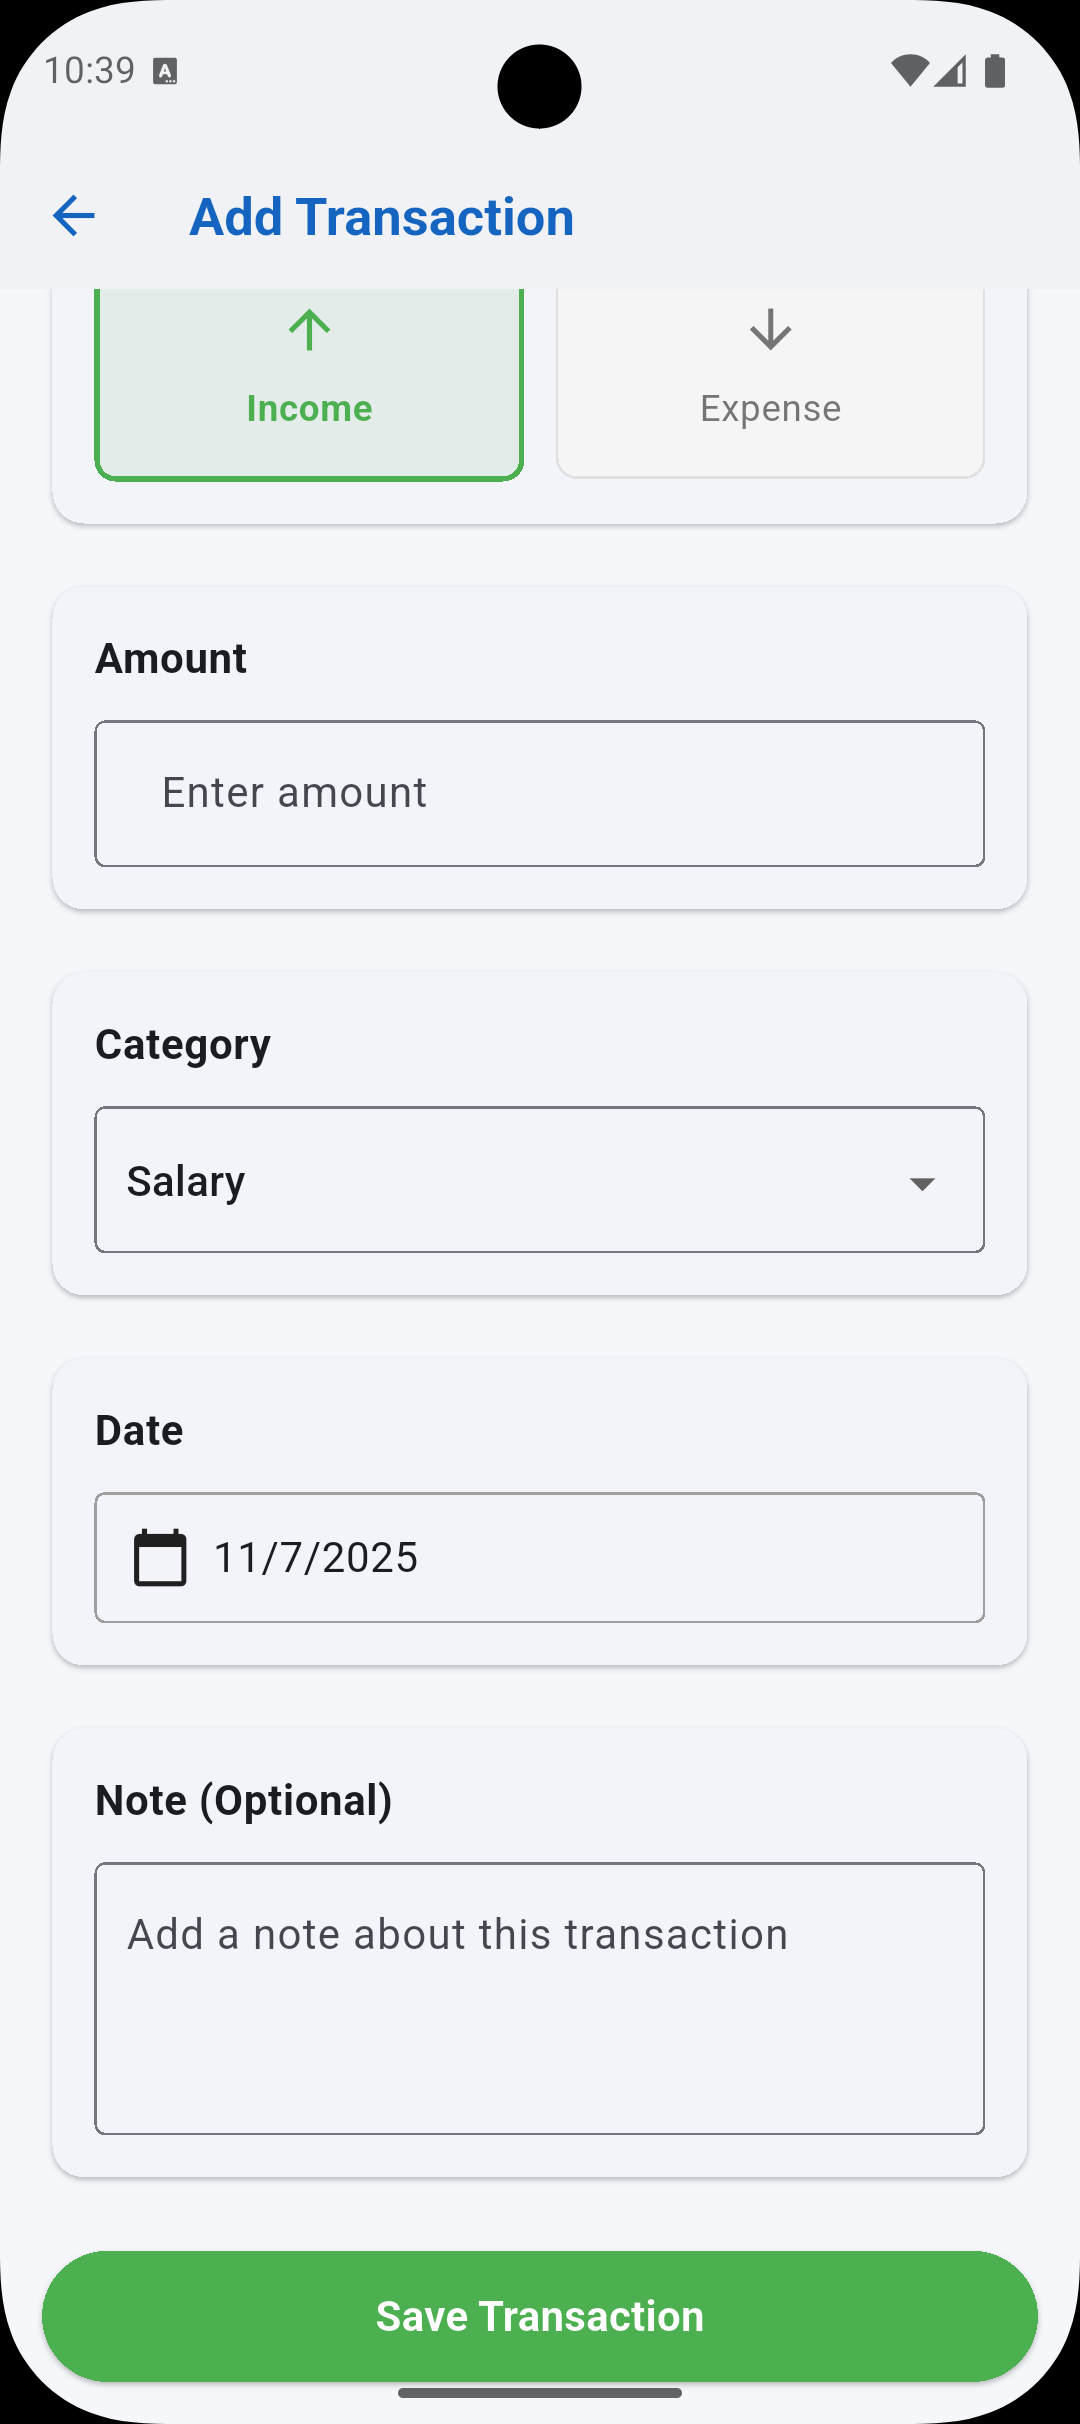 10:39
Add Transaction
Income
Expense
Amount
Enter amount
Category
Salary
Date
11/7/2025
Note (Optional)
Add a note about this transaction
Save Transaction